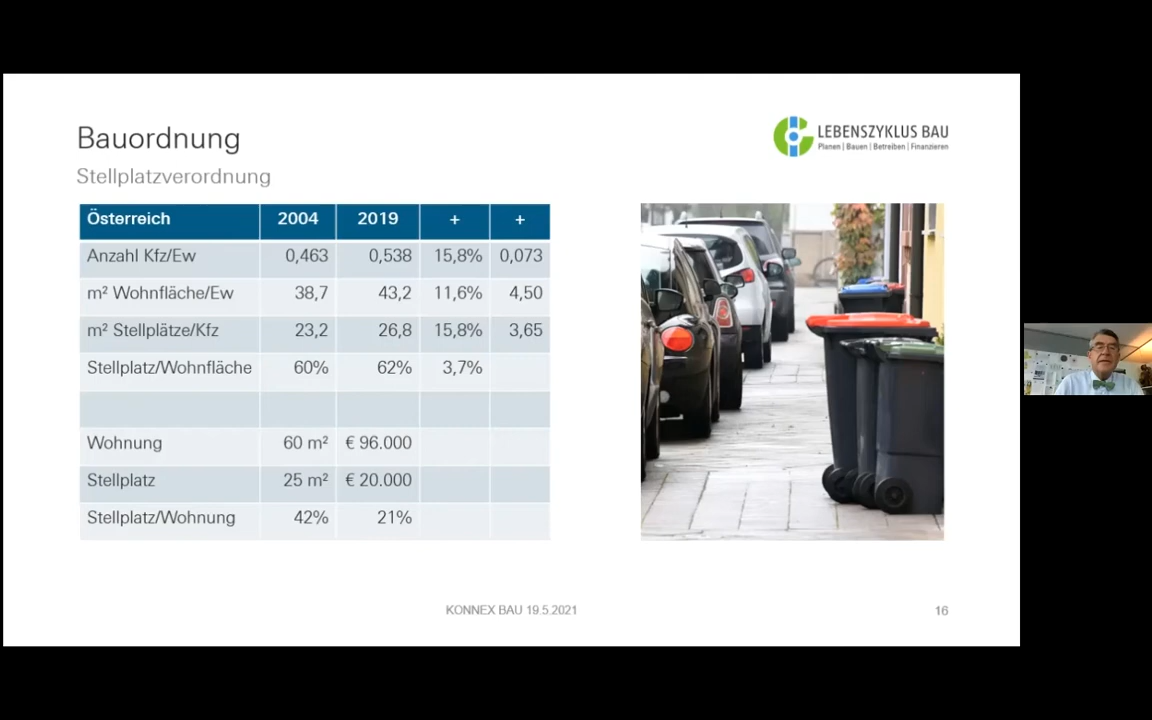 Bauordnung
Stellplatzverordnung
LEBENSZYKLUS BAU
Planen | Bauen | Betreiben | Finanzieren
Österreich 2004 2019 + +
Anzahl Kfz/Ew 0,463 0,538 15,8% 0,073
m² Wohnfläche/Ew 38,7 43,2 11,6% 4,50
m² Stellplätze/Kfz 23,2 26,8 15,8% 3,65
Stellplatz/Wohnfläche 60% 62% 3,7%
Wohnung 60 m² € 96.000
Stellplatz 25 m² € 20.000
Stellplatz/Wohnung 42% 21%
KONNEX BAU 19.5.2021
16